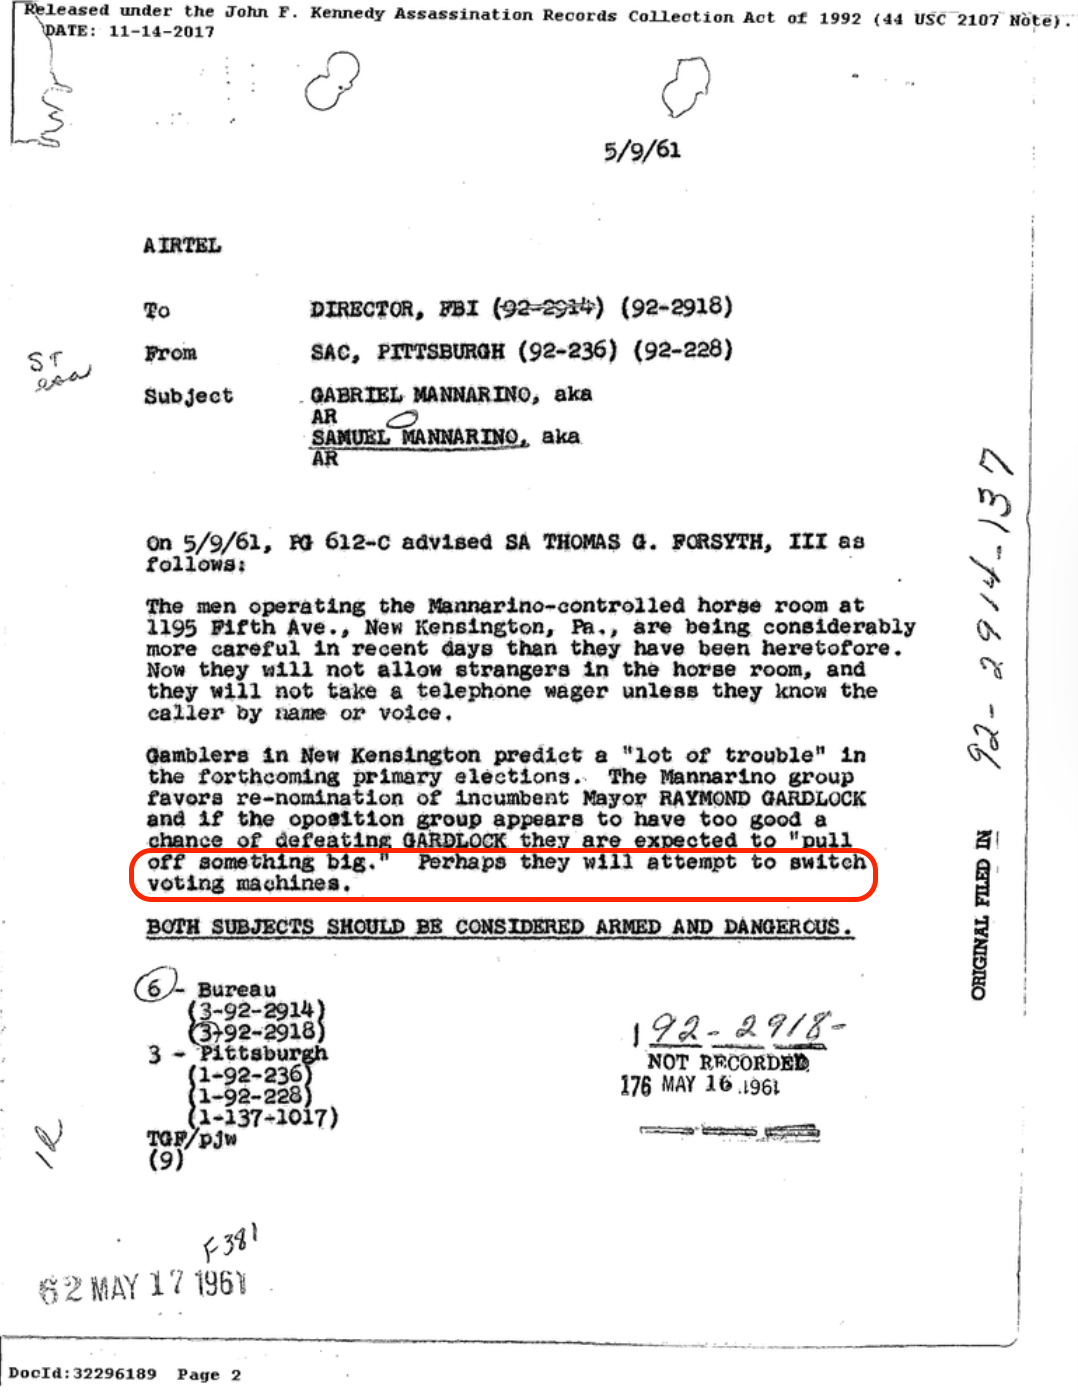 Released under the John F. Kennedy Assassination Records Collection Act of 1992 (44 USC 2107 Note).
DATE: 11-14-2017
5/9/61
AIRTEL
To DIRECTOR, FBI (92-2914) (92-2918)
From SAC, PITTSBURGH (92-236) (92-228)
ST
Subject GABRIEL MANNARINO, aka
AR
SAMUEL MANNARINO, aka
AR
On 5/9/61, PG 612-C advised SA THOMAS G. FORSYTH, III as
follows:
The men operating the Mannarino-controlled horse room at
1195 Fifth Ave., New Kensington, Pa., are being considerably
more careful in recent days than they have been heretofore.
Now they will not allow strangers in the horse room, and
they will not take a telephone wager unless they know the
caller by name or voice.
Gamblers in New Kensington predict a "lot of trouble" in
the forthcoming primary elections. The Mannarino group
favors re-nomination of incumbent Mayor RAYMOND GARDLOCK
and if the oposition group appears to have too good a
chance of defeating GARDLOCK they are expected to "pull
off something big." Perhaps they will attempt to switch
voting machines.
BOTH SUBJECTS SHOULD BE CONSIDERED ARMED AND DANGEROUS.
6 - Bureau
(3-92-2914)
(3-92-2918)
3 - Pittsburgh
(1-92-236)
(1-92-228)
(1-137-1017)
TGF/pjw
(9)
92-2918-
NOT RECORDED
176 MAY 16 1961
ORIGINAL FILED IN 92-2914-137
F381
62 MAY 17 1961
DocId:32296189 Page 2